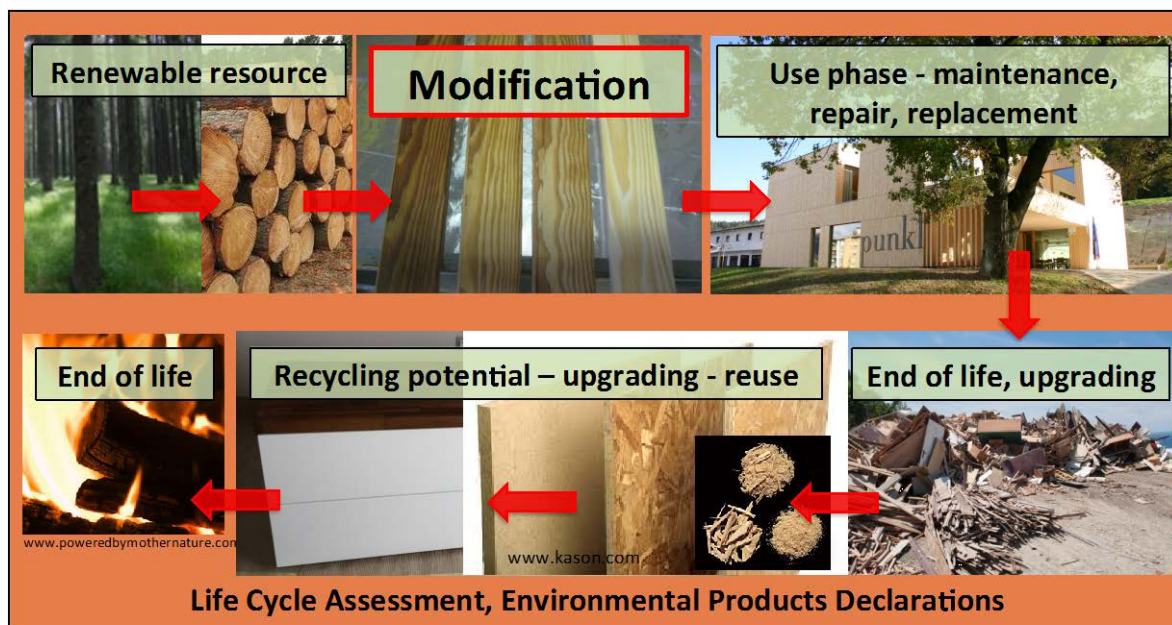 Renewable resource
Modification
Use phase - maintenance,
repair, replacement
punkt
End of life
Recycling potential – upgrading - reuse
End of life, upgrading
www.poweredbymothernature.com
www.kason.com
Life Cycle Assessment, Environmental Products Declarations